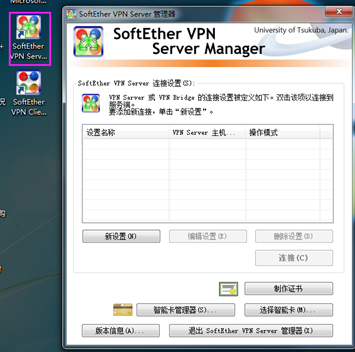 Microsof...
SoftEther
VPN Serv...
SoftEther
VPN Clie...
况
购
SoftEther VPN Server 管理器
SoftEther VPN
Server Manager
University of Tsukuba, Japan.
SoftEther VPN Server 连接设置(S):
VPN Server 或 VPN Bridge 的连接设置被定义如下。双击该项以连接到
服务端。
要添加新连接，单击“新设置”。
设置名称 VPN Server 主机... 操作模式
新设置(N) 编辑设置(E) 删除设置(D)
连接(C)
制作证书
智能卡管理器(S)... 选择智能卡(M)...
版本信息(A)... 退出 SoftEther VPN Server 管理器(X)